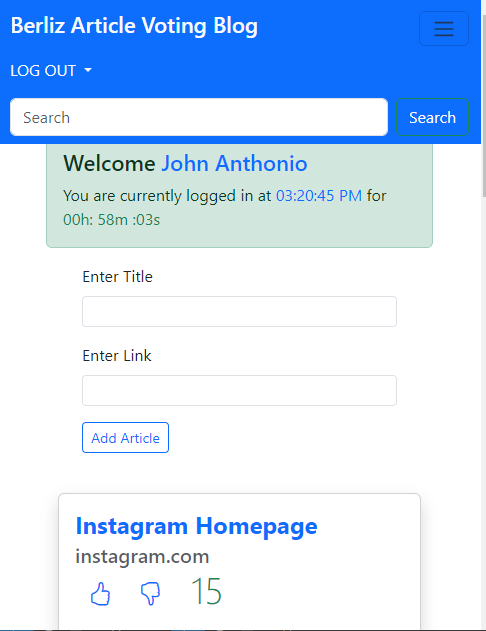 Berliz Article Voting Blog
LOG OUT
Search
Search
Welcome John Anthonio
You are currently logged in at 03:20:45 PM for
00h: 58m :03s
Enter Title
Enter Link
Add Article
Instagram Homepage
instagram.com
15